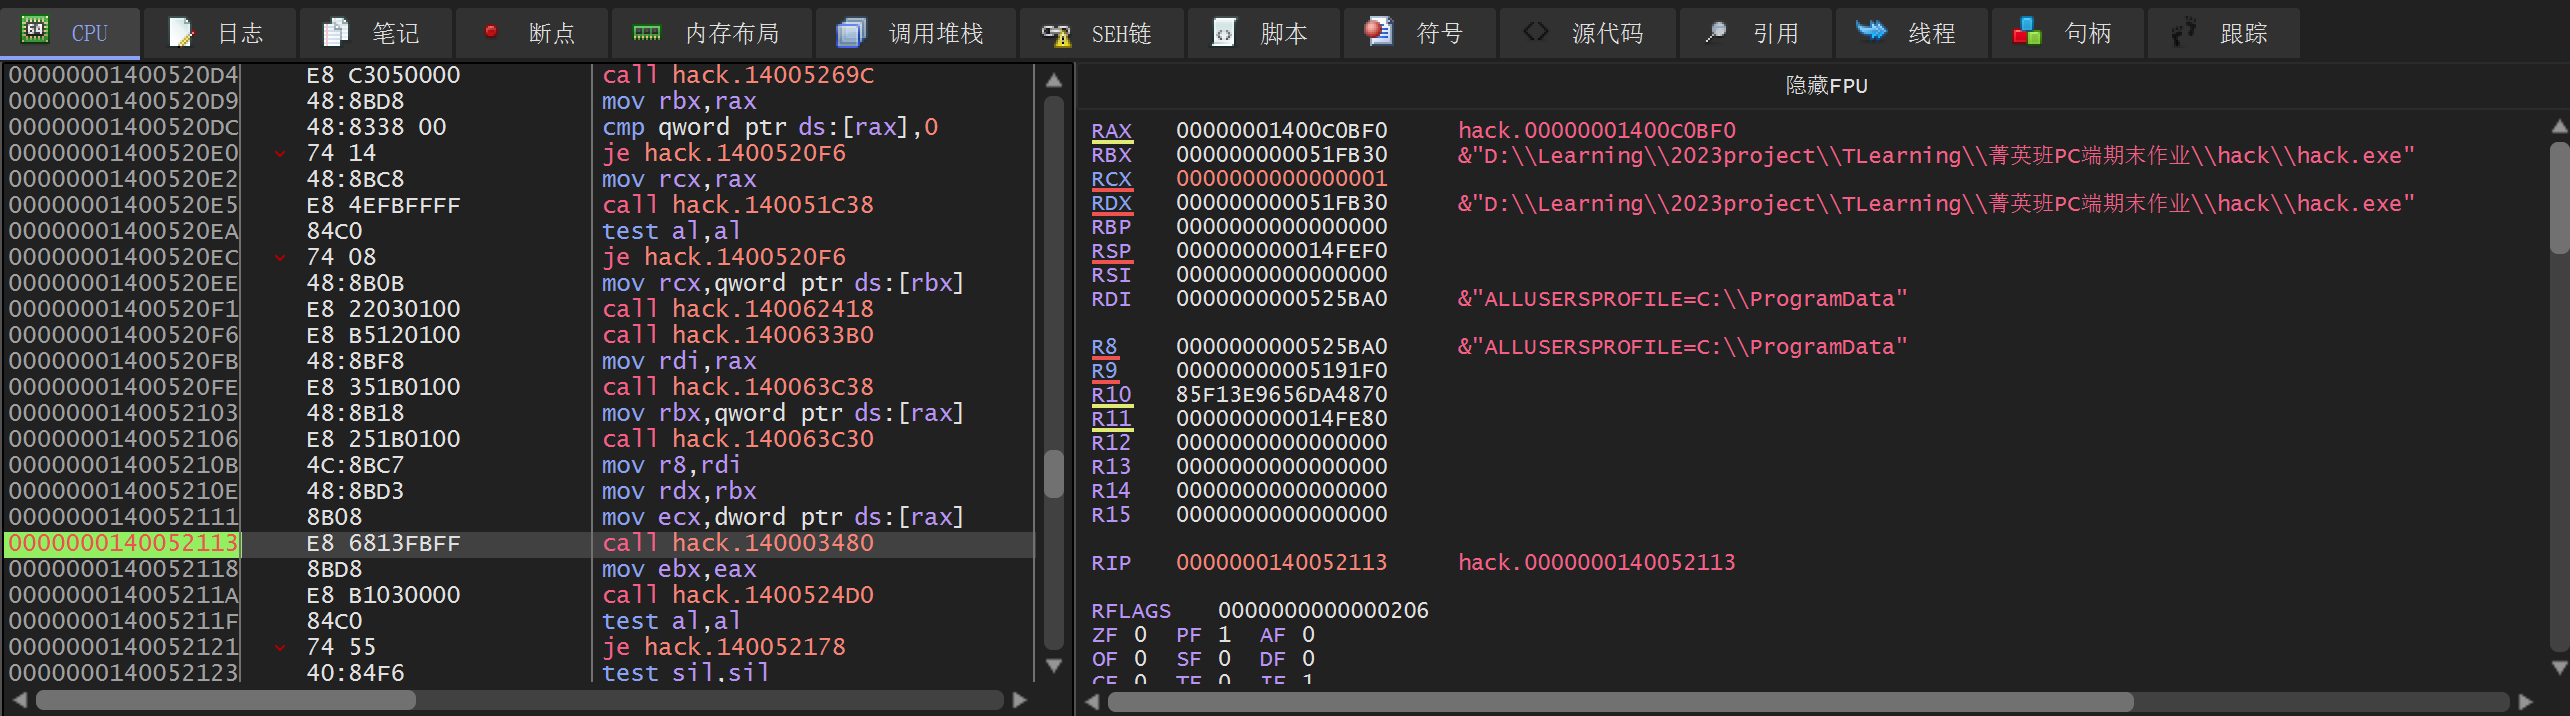 CPU 日志 笔记 断点 内存布局 调用堆栈 SEH链 脚本 符号 源代码 引用 线程 句柄 跟踪
00000001400520D4 E8 C3050000 call hack.14005269C
00000001400520D9 48:8BD8 mov rbx,rax
00000001400520DC 48:8338 00 cmp qword ptr ds:[rax],0
00000001400520E0 74 14 je hack.1400520F6
00000001400520E2 48:8BC8 mov rcx,rax
00000001400520E5 E8 4EFBFFFF call hack.140051C38
00000001400520EA 84C0 test al,al
00000001400520EC 74 08 je hack.1400520F6
00000001400520EE 48:8B0B mov rcx,qword ptr ds:[rbx]
00000001400520F1 E8 22030100 call hack.140062418
00000001400520F6 E8 B5120100 call hack.1400633B0
00000001400520FB 48:8BF8 mov rdi,rax
00000001400520FE E8 351B0100 call hack.140063C38
0000000140052103 48:8B18 mov rbx,qword ptr ds:[rax]
0000000140052106 E8 251B0100 call hack.140063C30
000000014005210B 4C:8BC7 mov r8,rdi
000000014005210E 48:8BD3 mov rdx,rbx
0000000140052111 8B08 mov ecx,dword ptr ds:[rax]
0000000140052113 E8 6813FBFF call hack.140003480
0000000140052118 8BD8 mov ebx,eax
000000014005211A E8 B1030000 call hack.1400524D0
000000014005211F 84C0 test al,al
0000000140052121 74 55 je hack.140052178
0000000140052123 40:84F6 test sil,sil
隐藏FPU
RAX 00000001400C0BF0 hack.00000001400C0BF0
RBX 000000000051FB30 &"D:\\Learning\\2023project\\TLearning\\菁英班PC端期末作业\\hack\\hack.exe"
RCX 0000000000000001
RDX 000000000051FB30 &"D:\\Learning\\2023project\\TLearning\\菁英班PC端期末作业\\hack\\hack.exe"
RBP 0000000000000000
RSP 000000000014FEF0
RSI 0000000000000000
RDI 0000000000525BA0 &"ALLUSERSPROFILE=C:\\ProgramData"
R8 0000000000525BA0 &"ALLUSERSPROFILE=C:\\ProgramData"
R9 00000000005191F0
R10 85F13E9656DA4870
R11 000000000014FE80
R12 0000000000000000
R13 0000000000000000
R14 0000000000000000
R15 0000000000000000
RIP 0000000140052113 hack.0000000140052113
RFLAGS 0000000000000206
ZF 0 PF 1 AF 0
OF 0 SF 0 DF 0
CF 0 TF 0 IF 1